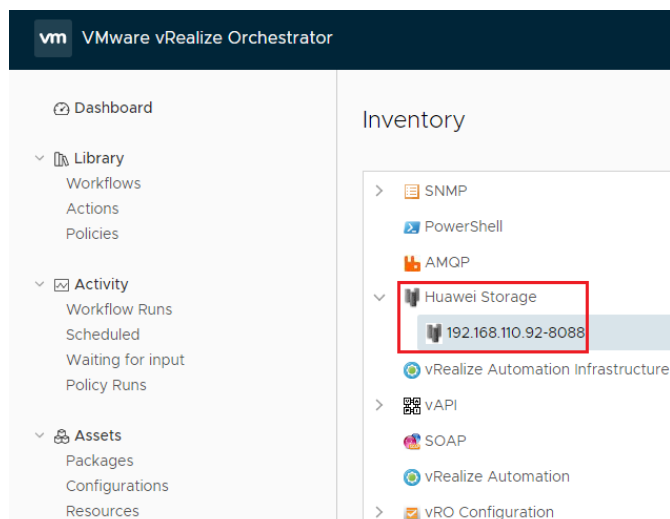 vm VMware vRealize Orchestrator
Dashboard
Library
Workflows
Actions
Policies
Activity
Workflow Runs
Scheduled
Waiting for input
Policy Runs
Assets
Packages
Configurations
Resources
Inventory
SNMP
PowerShell
AMQP
Huawei Storage
192.168.110.92-8088
vRealize Automation Infrastructure
vAPI
SOAP
vRealize Automation
vRO Configuration